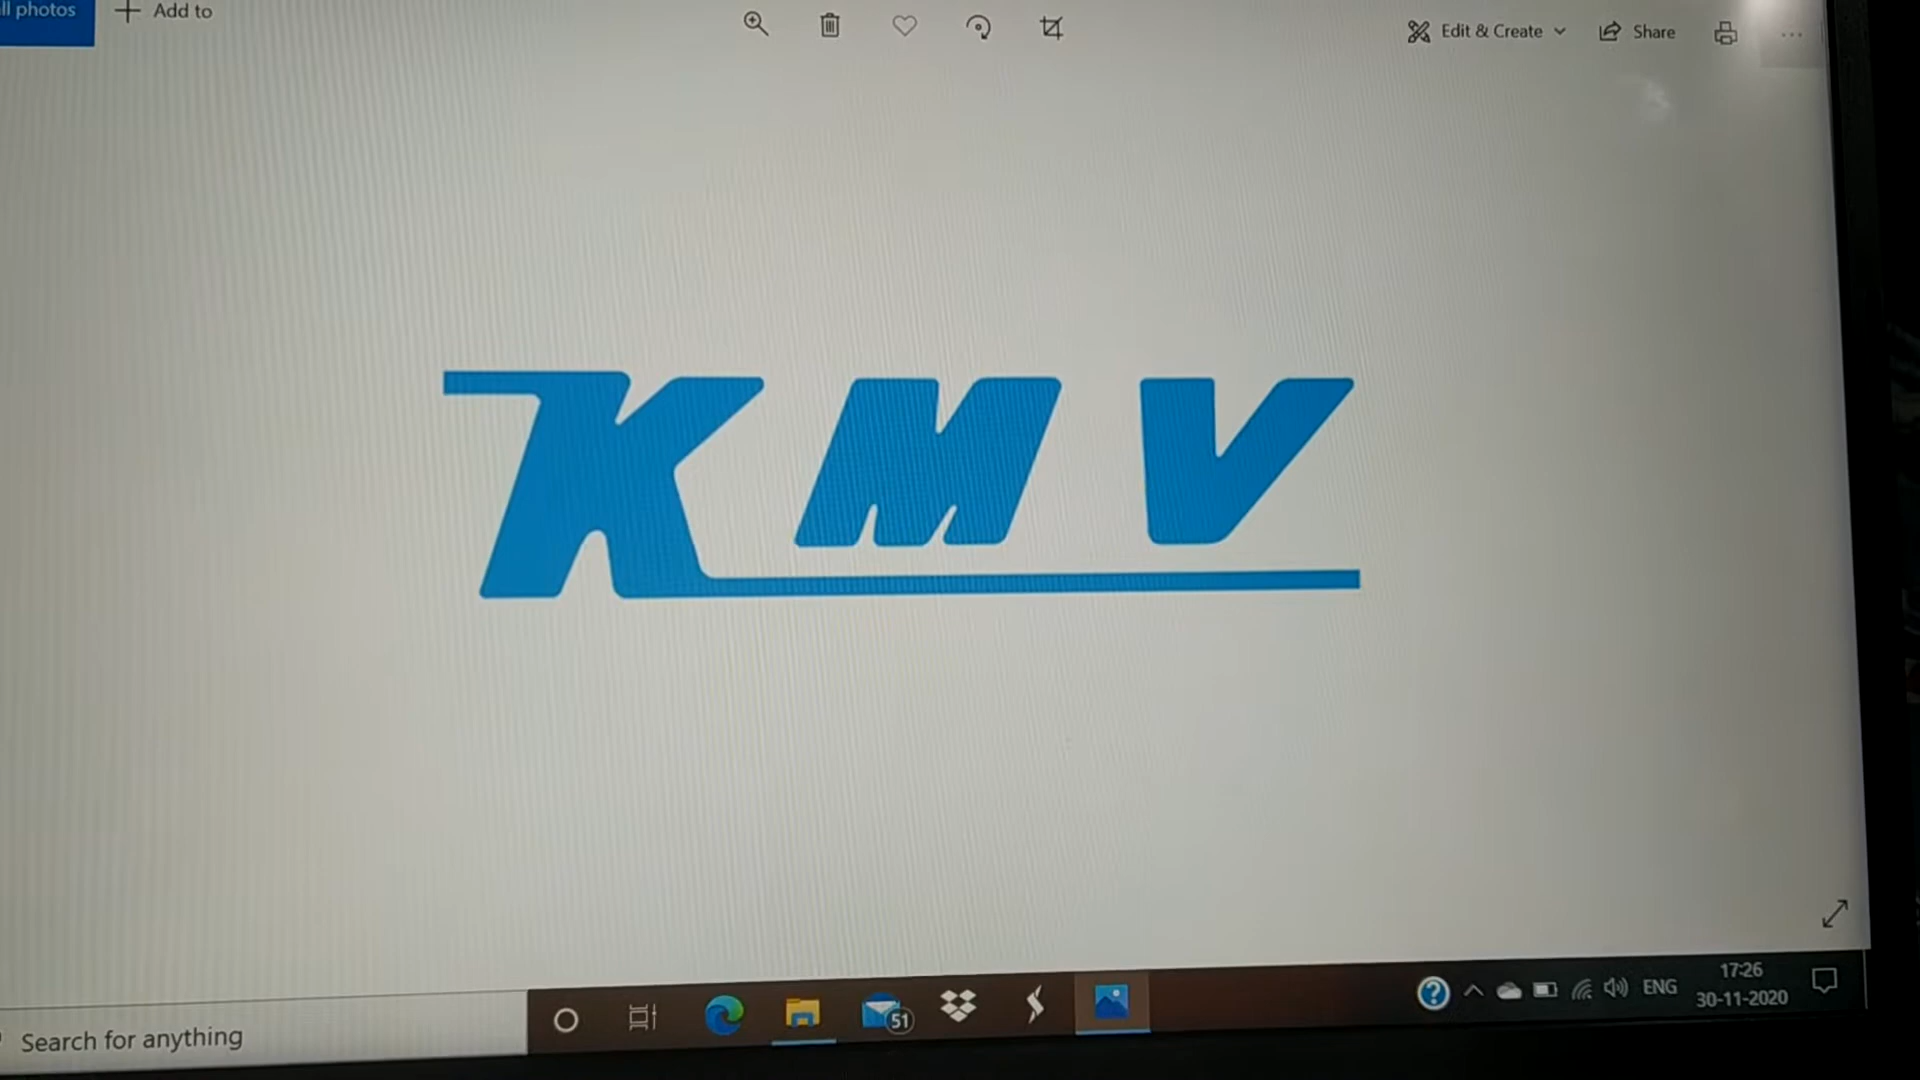 ll photos
Add to
Edit & Create
Share
KMV
Search for anything
51
ENG
17:26
30-11-2020